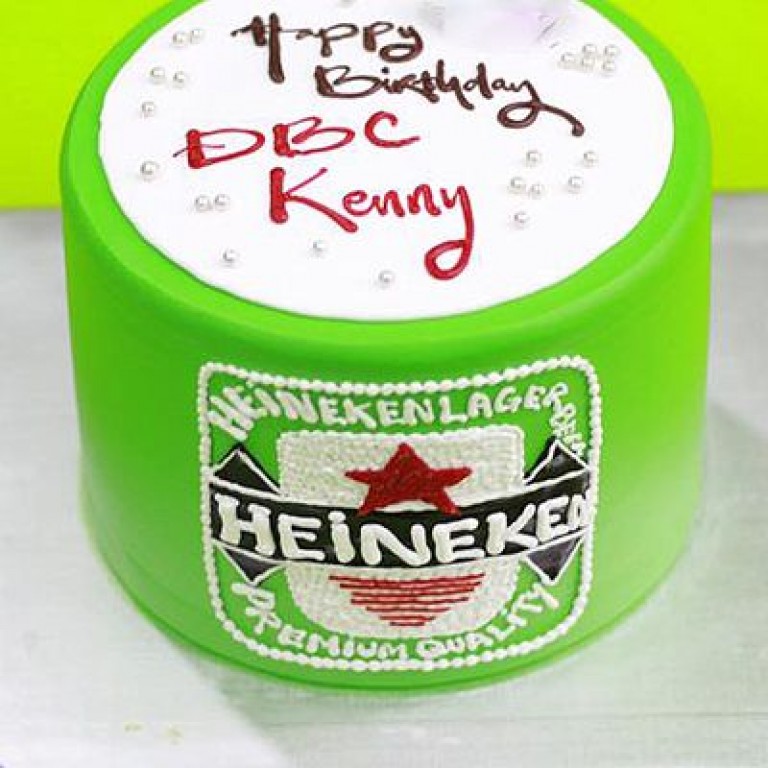 Happy
Birthday
DBC
Kenny
HEINEKEN LAGER BEER
HEINEKEN
PREMIUM QUALITY